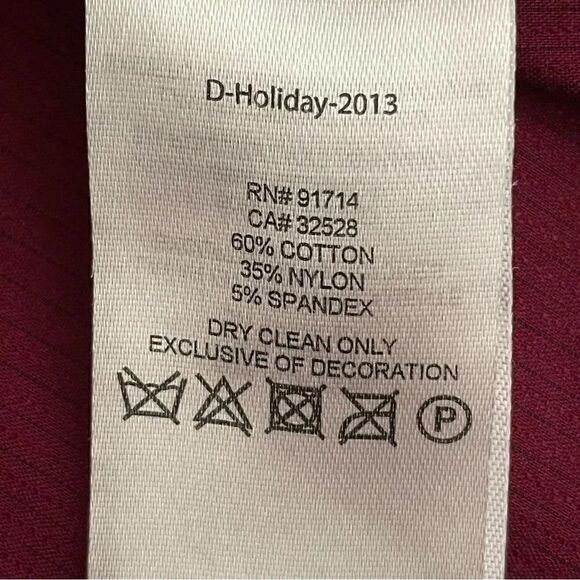 D-Holiday-2013
RN# 91714
CA# 32528
60% COTTON
35% NYLON
5% SPANDEX
DRY CLEAN ONLY
EXCLUSIVE OF DECORATION
P